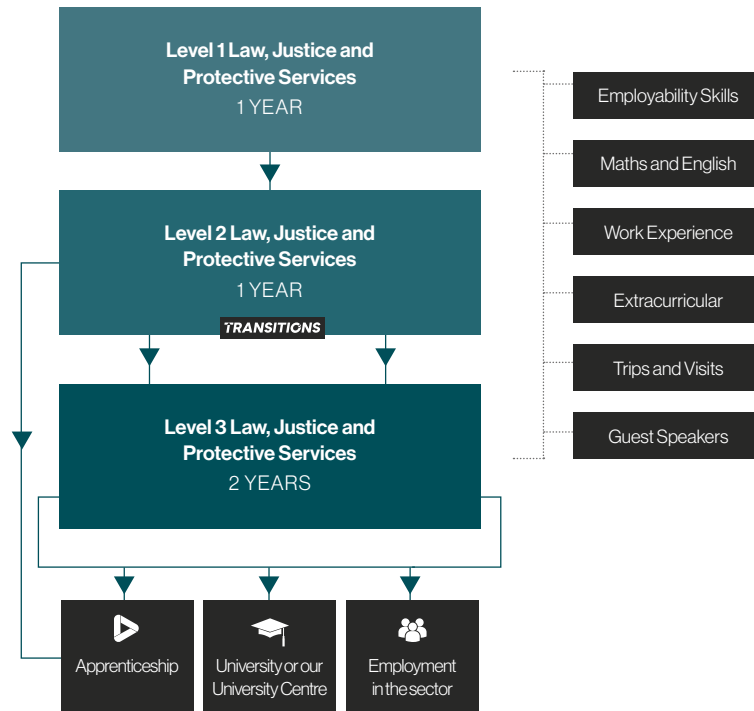 Level 1 Law, Justice and
Protective Services
1 YEAR
Level 2 Law, Justice and
Protective Services
1 YEAR
TRANSITIONS
Level 3 Law, Justice and
Protective Services
2 YEARS
Apprenticeship
University or our
University Centre
Employment
in the sector
Employability Skills
Maths and English
Work Experience
Extracurricular
Trips and Visits
Guest Speakers